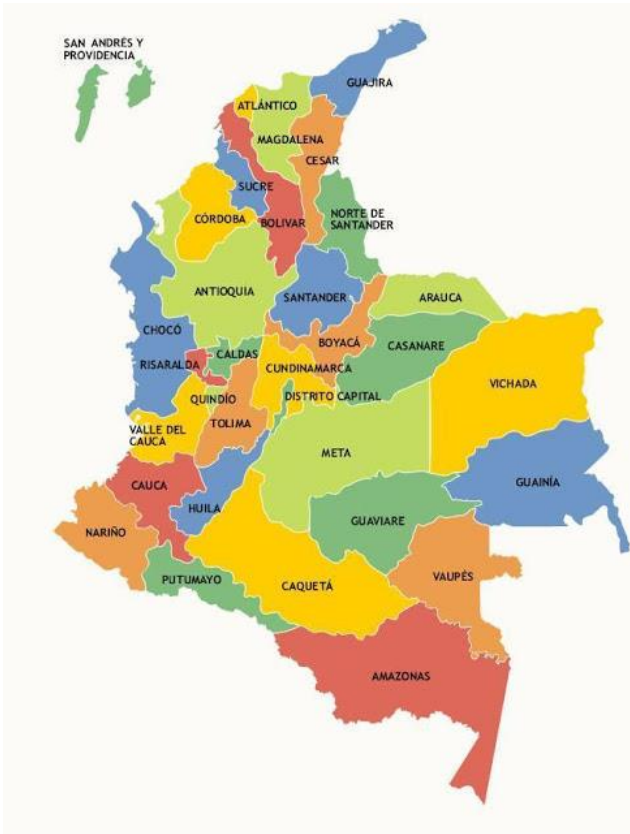 SAN ANDRÉS Y
PROVIDENCIA
GUAJIRA
ATLÁNTICO
MAGDALENA
CESAR
SUCRE
NORTE DE
SANTANDER
CÓRDOBA
BOLIVAR
ANTIOQUIA
SANTANDER
ARAUCA
CHOCÓ
BOYACÁ
CASANARE
CALDAS
RISARALDA
CUNDINAMARCA
VICHADA
QUINDÍO
DISTRITO CAPITAL
TOLIMA
VALLE DEL
CAUCA
META
CAUCA
GUAINÍA
HUILA
GUAVIARE
NARIÑO
VAUPÈS
PUTUMAYO
CAQUETÁ
AMAZONAS